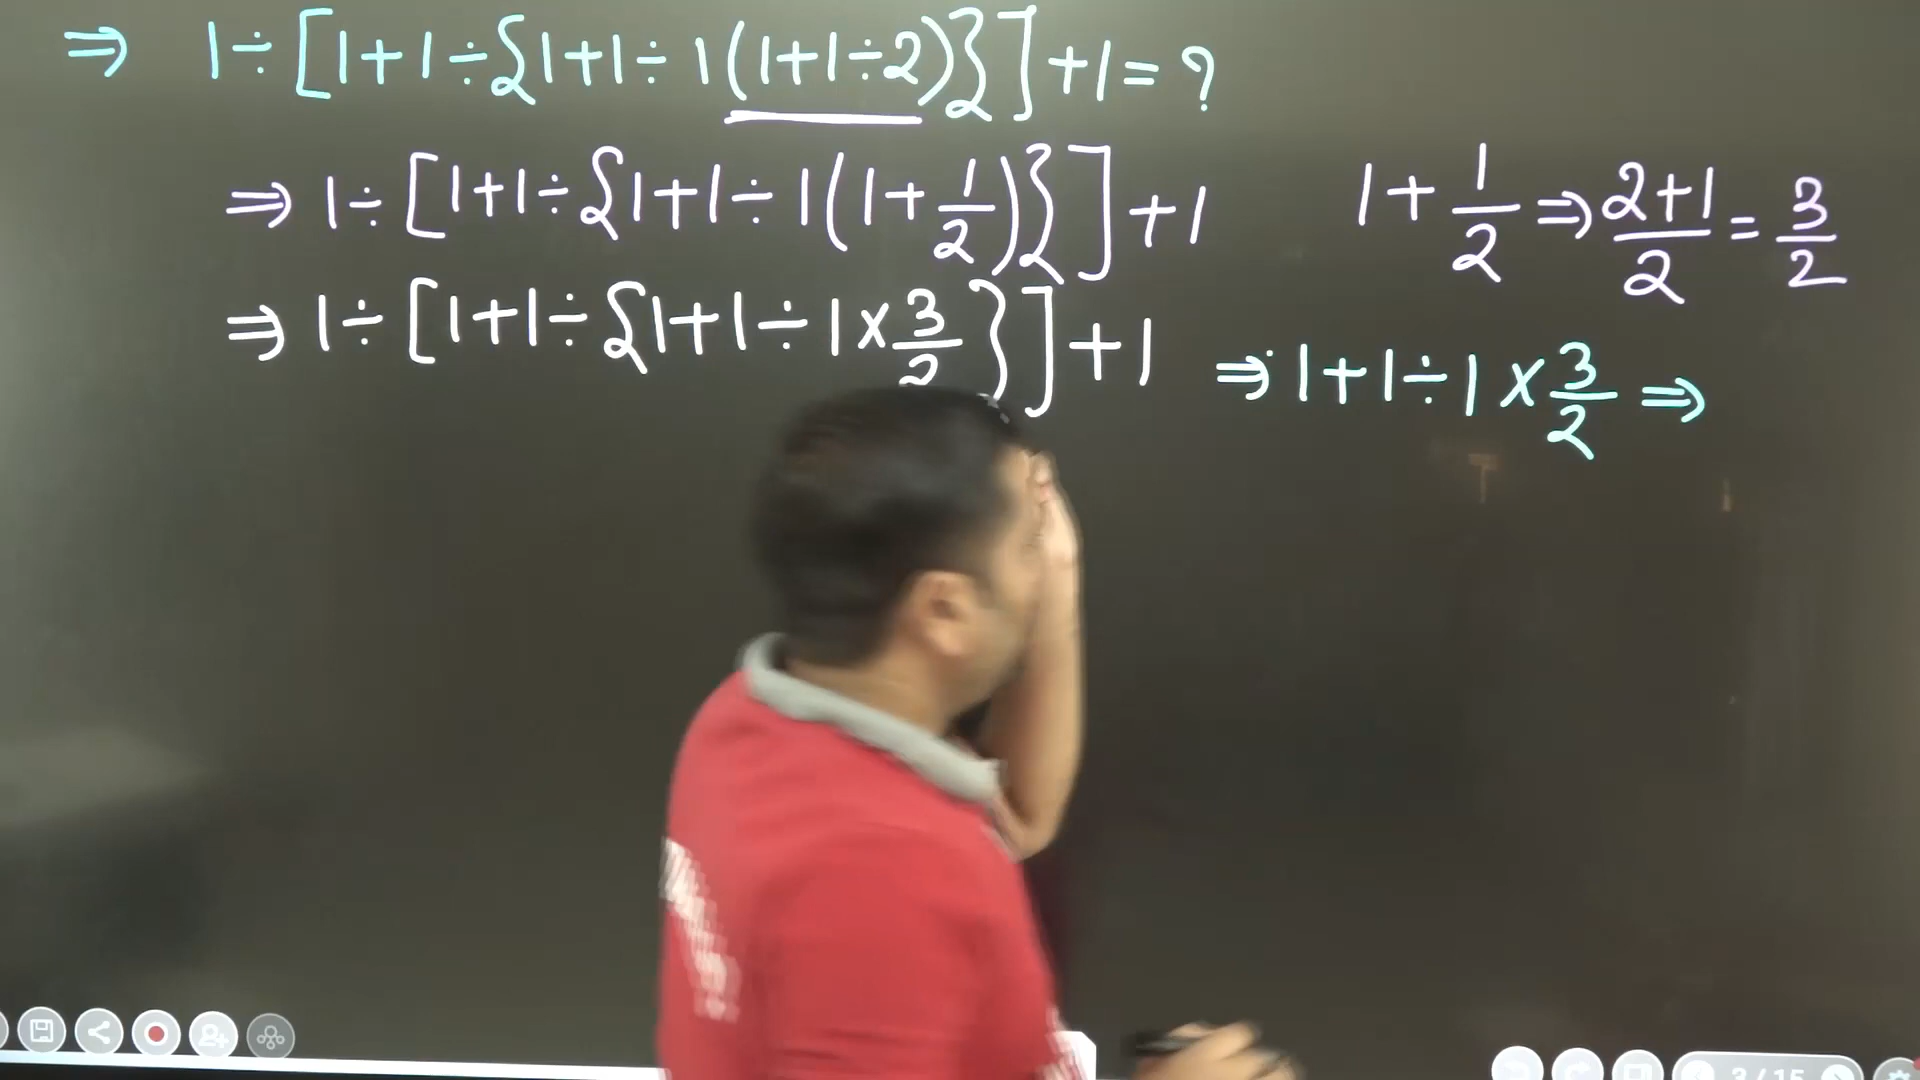 ⇒ 1÷[1+1÷{1+1÷1(1+1÷2)}]+1=?
⇒ 1÷[1+1÷{1+1÷1(1+1/2)}]+1
1+1/2 ⇒ 2+1/2 = 3/2
⇒ 1÷[1+1÷{1+1÷1×3/2}]+1
⇒ 1+1÷1×3/2 ⇒
3/15